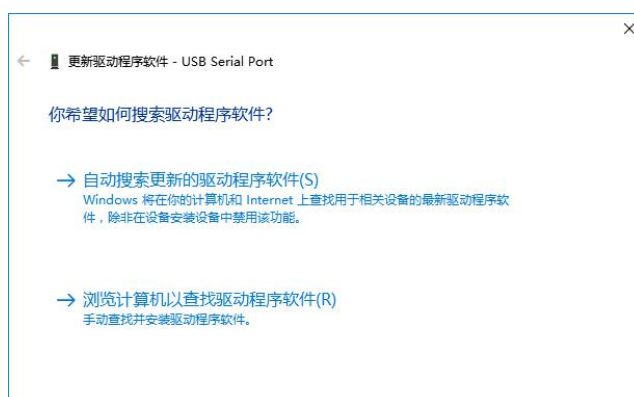 更新驱动程序软件 - USB Serial Port
你希望如何搜索驱动程序软件?
自动搜索更新的驱动程序软件(S)
Windows 将在你的计算机和 Internet 上查找用于相关设备的最新驱动程序软
件，除非在设备安装设备中禁用该功能。
浏览计算机以查找驱动程序软件(R)
手动查找并安装驱动程序软件。